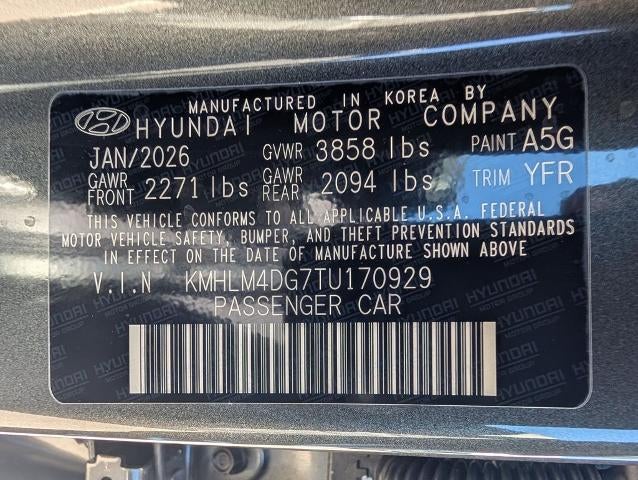 MANUFACTURED IN KOREA BY
HYUNDAI MOTOR COMPANY
JAN/2026 GVWR 3858 lbs PAINT A5G
GAWR FRONT 2271 lbs GAWR REAR 2094 lbs TRIM YFR
THIS VEHICLE CONFORMS TO ALL APPLICABLE U.S.A. FEDERAL
MOTOR VEHICLE SAFETY, BUMPER, AND THEFT PREVENTION STANDARDS
IN EFFECT ON THE DATE OF MANUFACTURE SHOWN ABOVE
V.I.N KMHLM4DG7TU170929
PASSENGER CAR